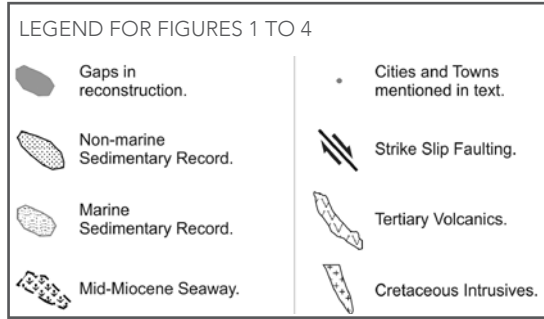 LEGEND FOR FIGURES 1 TO 4
Gaps in
reconstruction.
Non-marine
Sedimentary Record.
Marine
Sedimentary Record.
Mid-Miocene Seaway.
Cities and Towns
mentioned in text.
Strike Slip Faulting.
Tertiary Volcanics.
Cretaceous Intrusives.